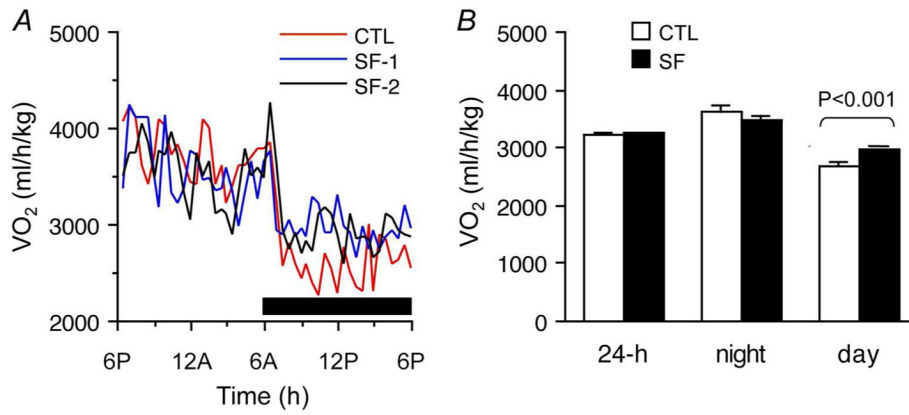 A
VO2 (ml/h/kg)
5000
4000
3000
2000
CTL
SF-1
SF-2
6P 12A 6A 12P 6P
Time (h)
B
VO2 (ml/h/kg)
5000
4000
3000
2000
1000
0
CTL
SF
P<0.001
24-h night day